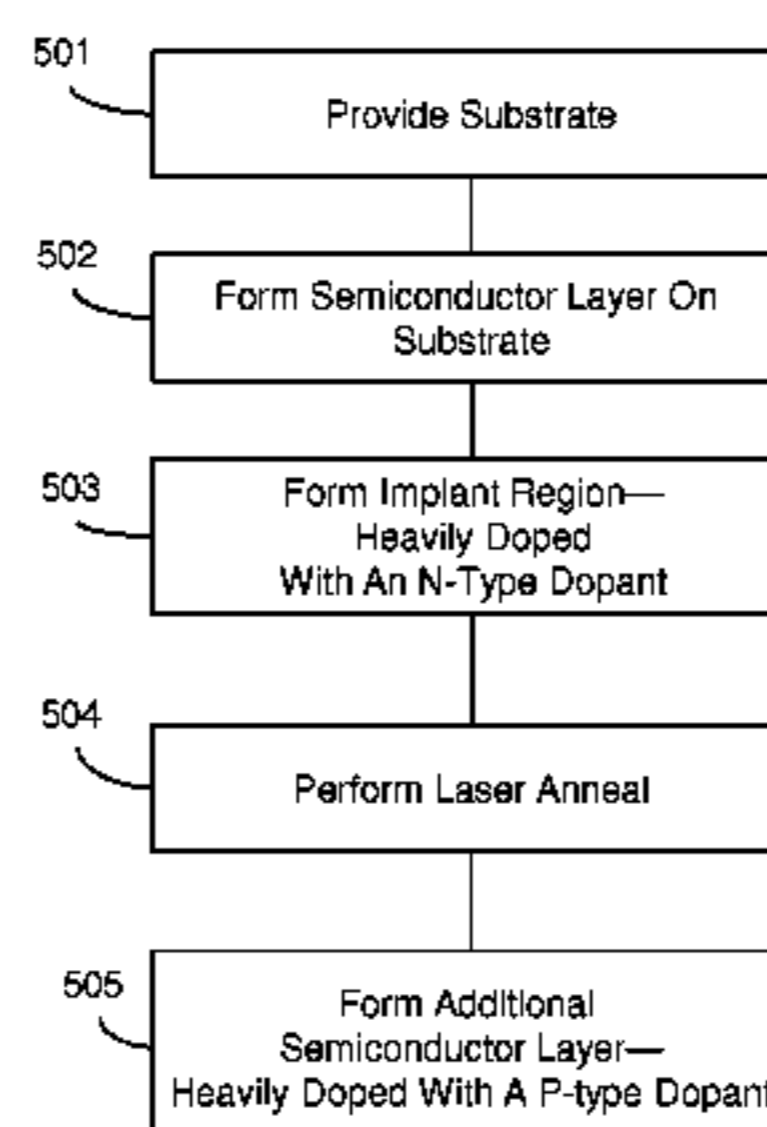 501
Provide Substrate
502
Form Semiconductor Layer On
Substrate
503
Form Implant Region—
Heavily Doped
With An N-Type Dopant
504
Perform Laser Anneal
505
Form Additional
Semiconductor Layer—
Heavily Doped With A P-type Dopant